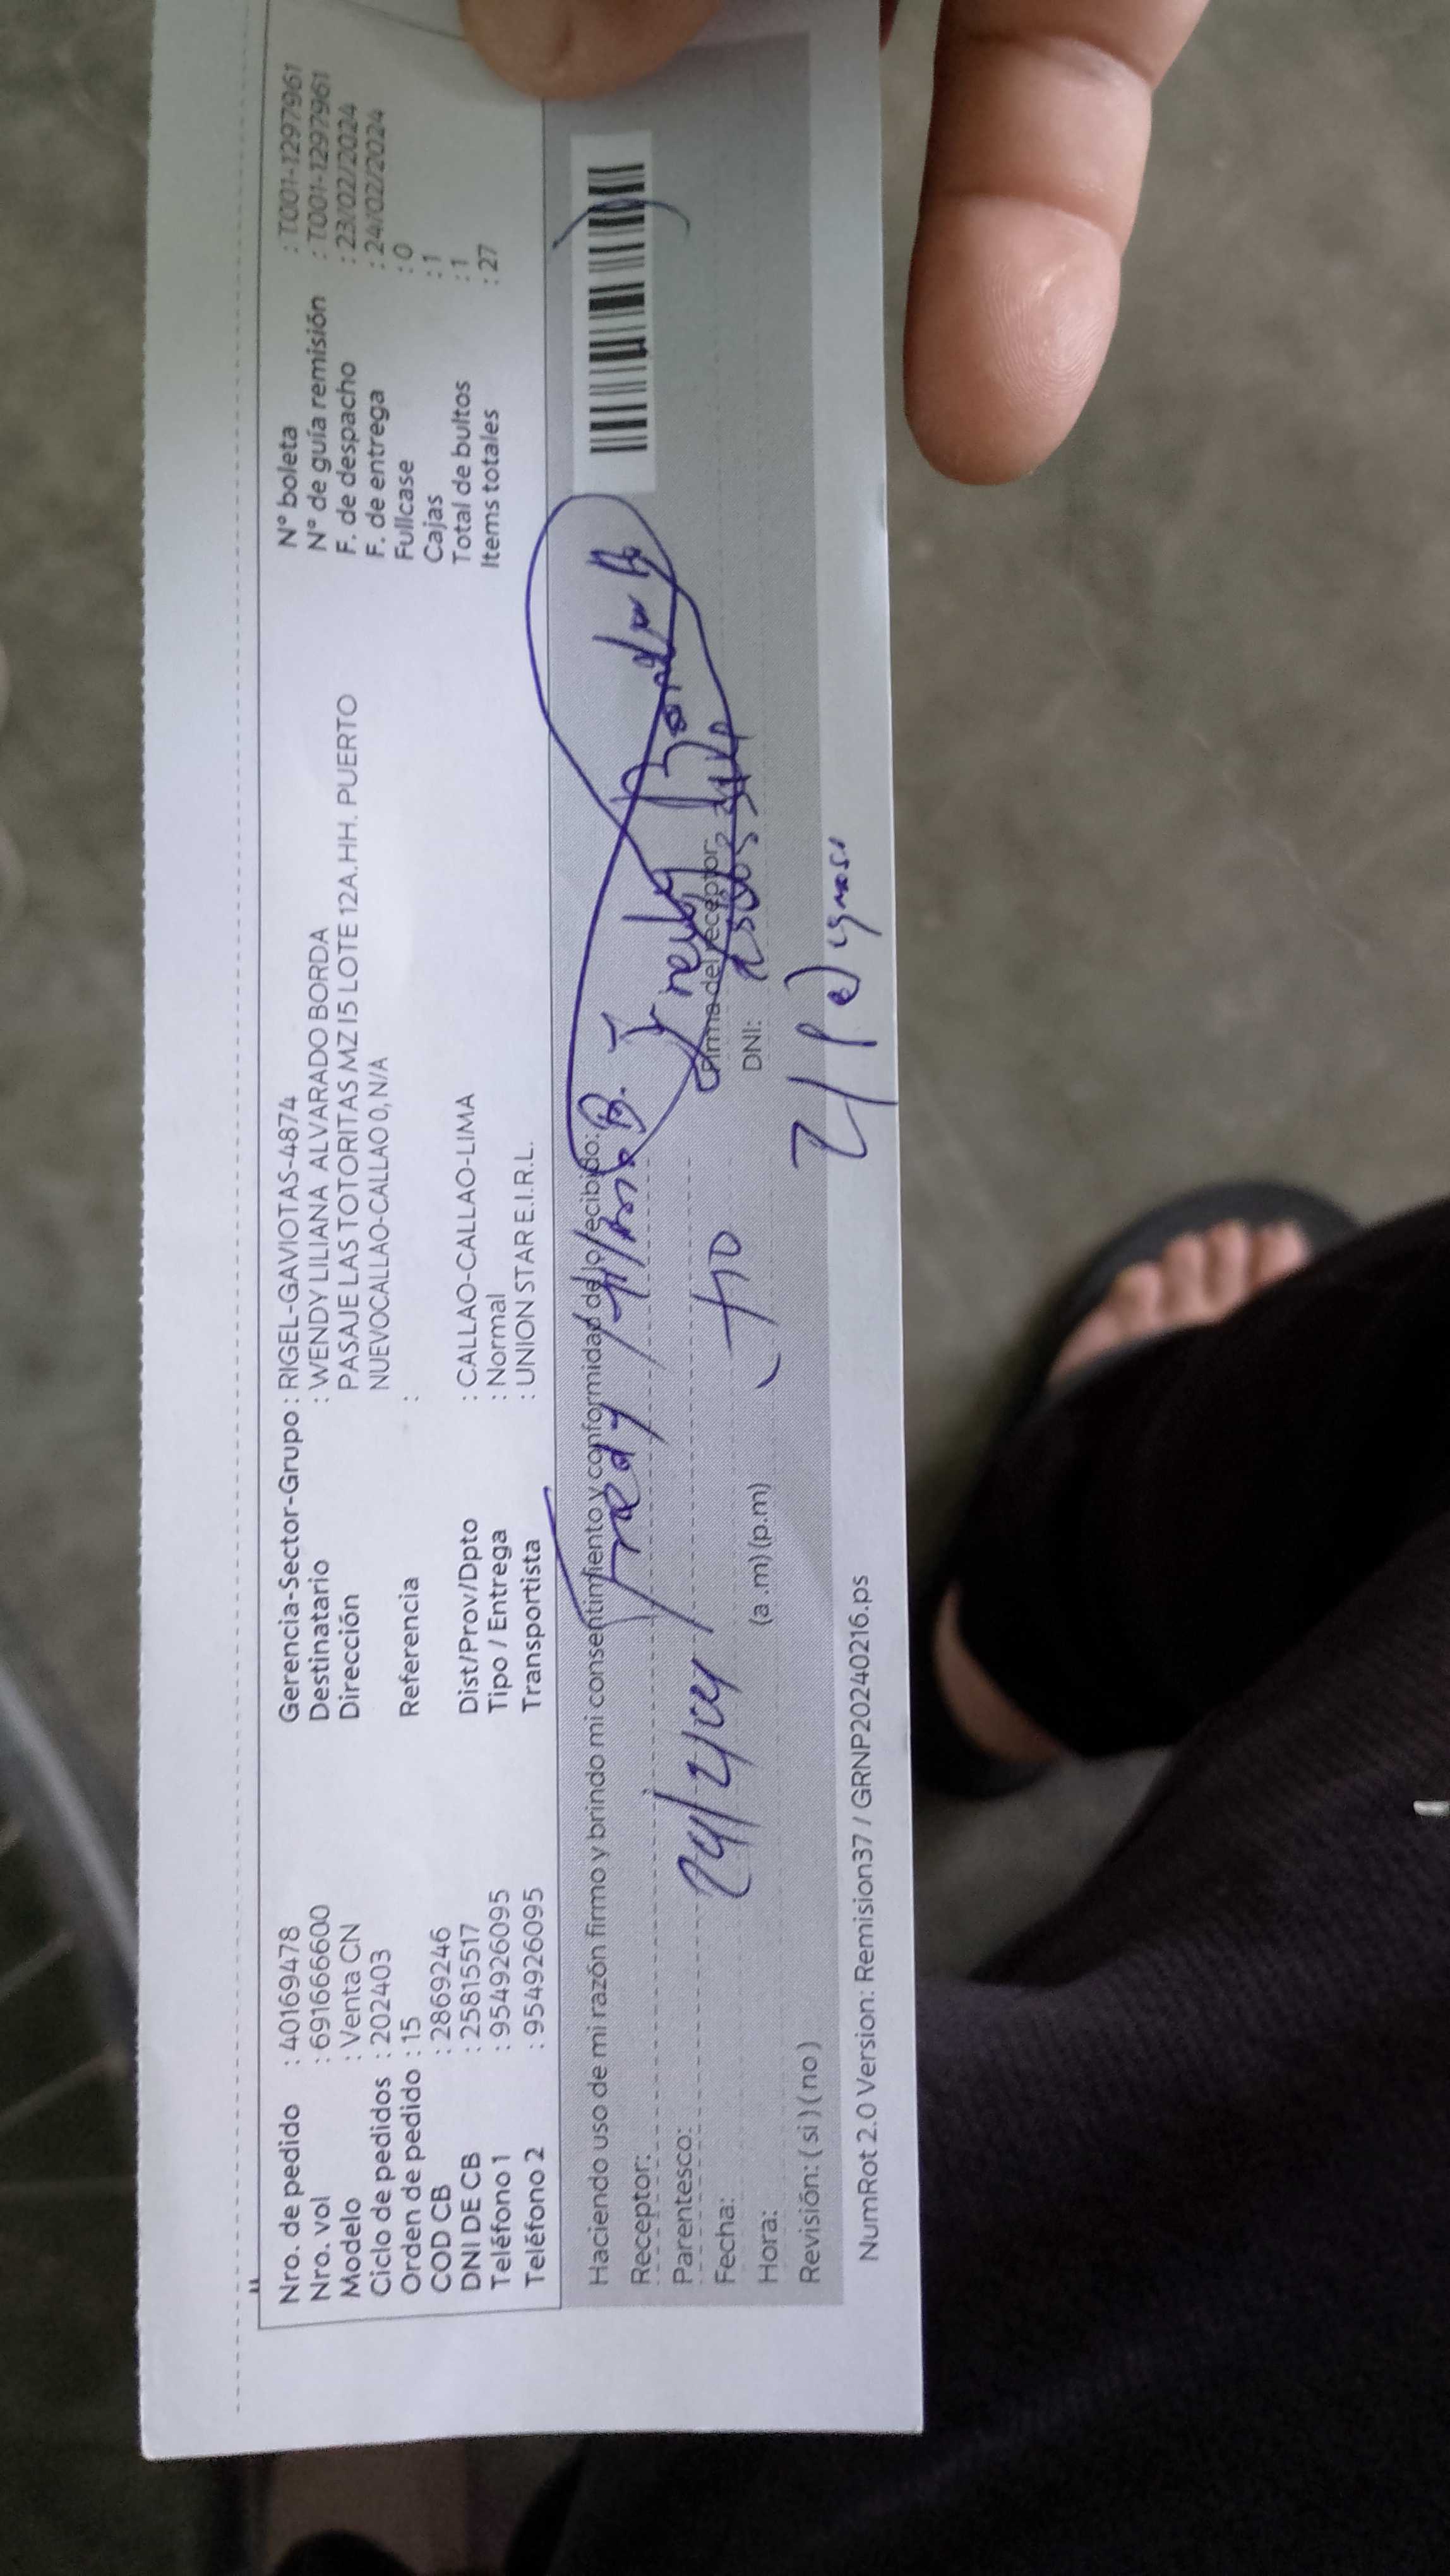 Nro. de pedido : 40169478
Nro. vol : 691666600
Modelo : Venta CN
Ciclo de pedidos : 202403
Orden de pedido : 15
COD CB : 2869246
DNI DE CB : 25815517
Teléfono 1 : 954926095
Teléfono 2 : 954926095
Gerencia-Sector-Grupo : RIGEL-GAVIOTAS-4874
Destinatario : WENDY LILIANA ALVARADO BORDA
Dirección PASAJE LAS TOTORITAS MZ I5 LOTE 12A.HH. PUERTO
NUEVOCALLAO-CALLAO 0, N/A
Referencia :
Dist/Prov/Dpto : CALLAO-CALLAO-LIMA
Tipo / Entrega : Normal
Transportista : UNION STAR E.I.R.L.
N° boleta : T001-1297961
N° de guía remisión : T001-1297961
F. de despacho : 23/02/2024
F. de entrega : 24/02/2024
Fullcase : 0
Cajas : 1
Total de bultos : 1
Items totales : 27
Haciendo uso de mi razón firmo y brindo mi consentimiento y conformidad de lo recibido:
Receptor: Fredy
Parentesco:
Fecha: 24/2/24
Firma del receptor
Hora: (a .m) (p.m)
DNI:
Revisión: ( si ) ( no )
NumRot 2.0 Version: Remision37 / GRNP20240216.ps